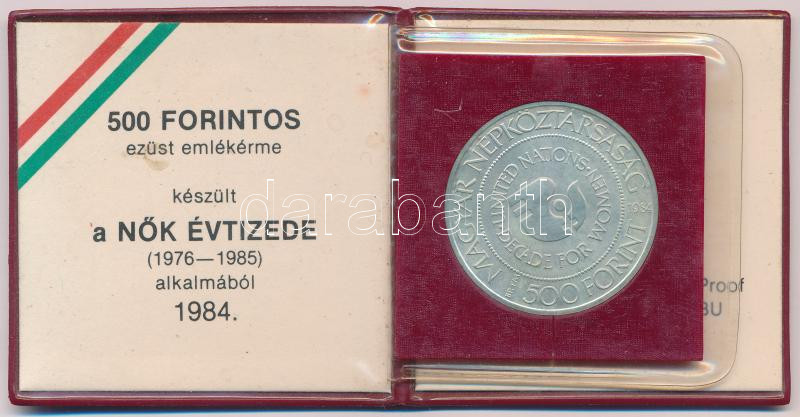 500 FORINTOS
ezüst emlékérme
készült
a NŐK ÉVTIZEDE
(1976—1985)
alkalmából
1984.
MAGYAR NÉPKÖZTÁRSASÁG
1984
500 FORINT
BP.
UNITED NATIONS
DECADE FOR WOMEN
Proof
BU
darabanth